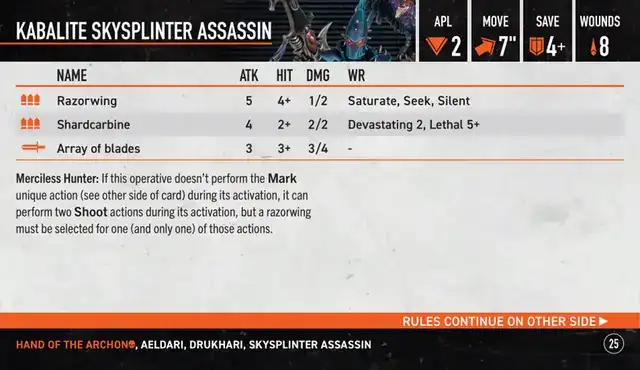 KABALITE SKYSPLINTER ASSASSIN
APL 2
MOVE 7"
SAVE 4+
WOUNDS 8
NAME ATK HIT DMG WR
Razorwing 5 4+ 1/2 Saturate, Seek, Silent
Shardcarbine 4 2+ 2/2 Devastating 2, Lethal 5+
Array of blades 3 3+ 3/4 -
Merciless Hunter: If this operative doesn't perform the Mark
unique action (see other side of card) during its activation, it can
perform two Shoot actions during its activation, but a razorwing
must be selected for one (and only one) of those actions.
RULES CONTINUE ON OTHER SIDE ▶
HAND OF THE ARCHON, AELDARI, DRUKHARI, SKYSPLINTER ASSASSIN
25